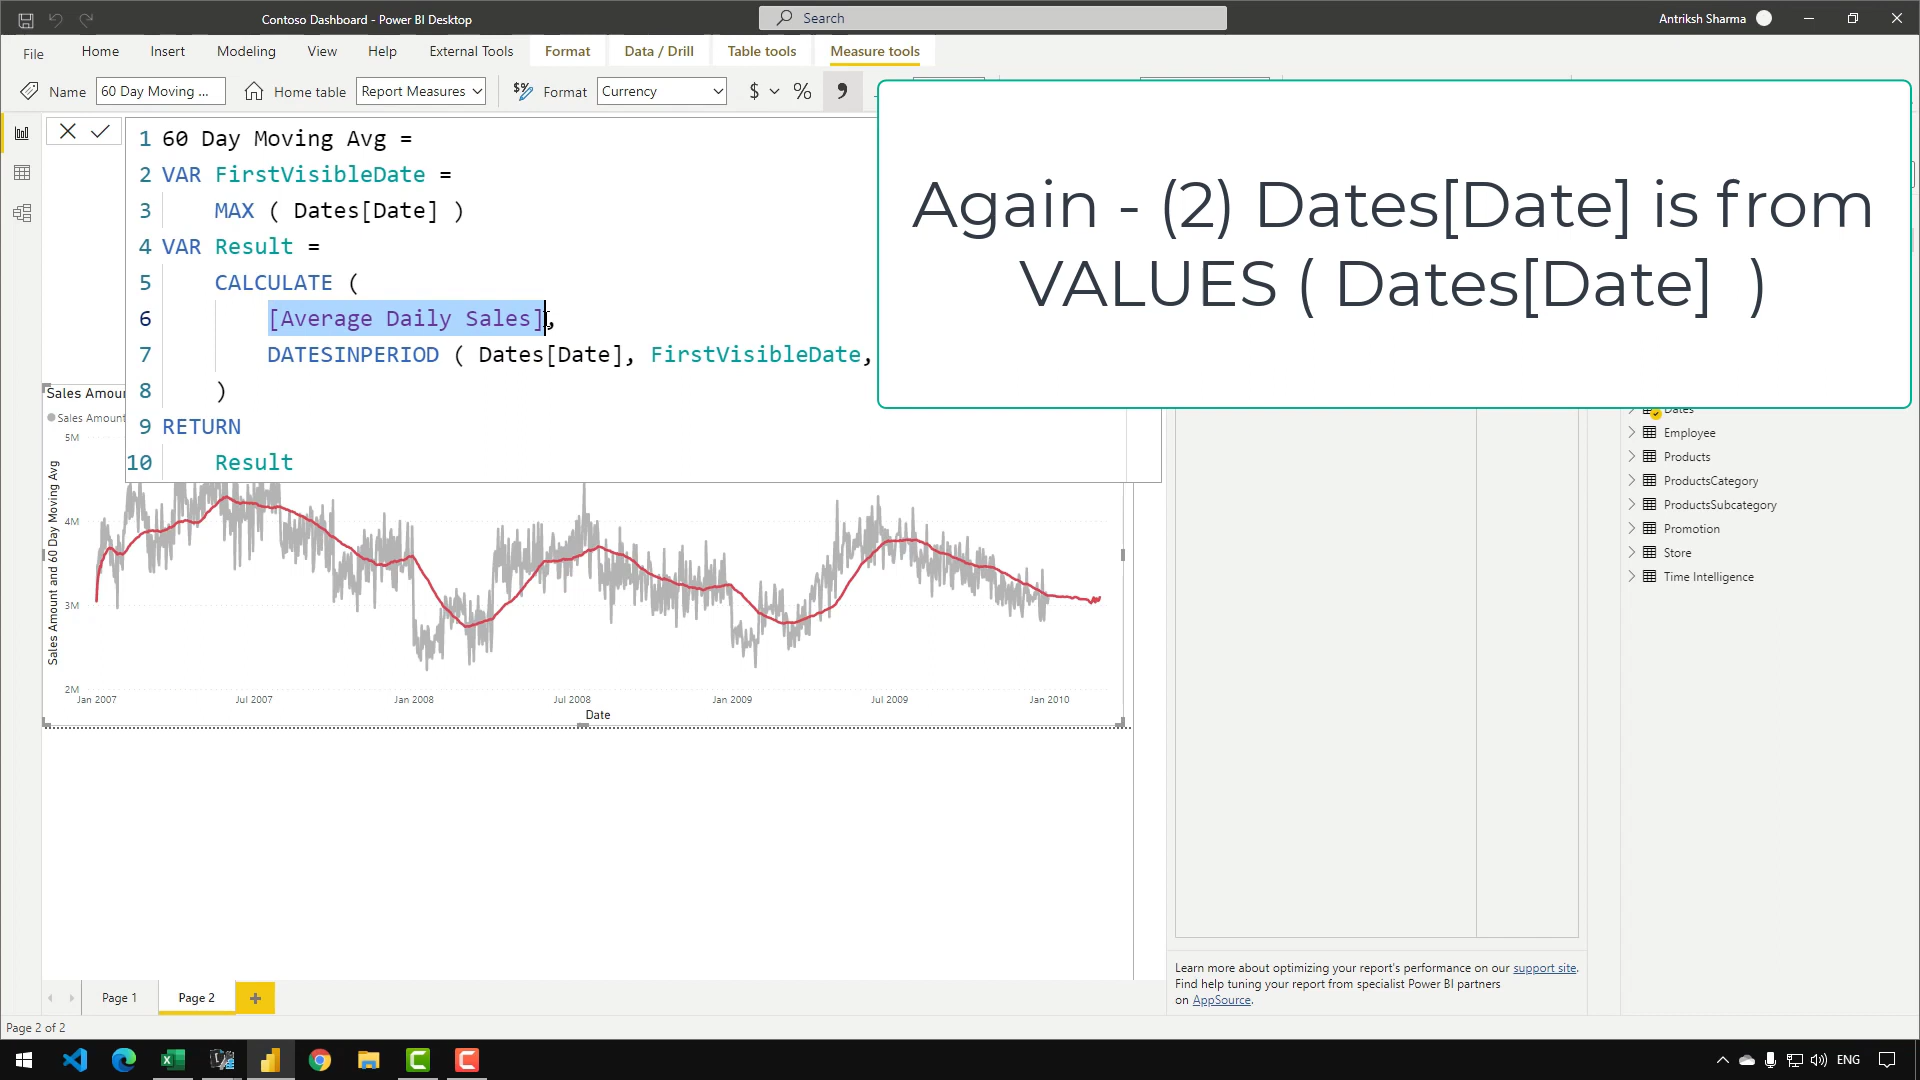 Contoso Dashboard - Power BI Desktop
Search
Antriksh Sharma
File
Home
Insert
Modeling
View
Help
External Tools
Format
Data / Drill
Table tools
Measure tools
Name
60 Day Moving ...
Home table
Report Measures
Format
Currency
$
%
,
1 60 Day Moving Avg =
2 VAR FirstVisibleDate =
3 MAX ( Dates[Date] )
4 VAR Result =
5 CALCULATE (
6 [Average Daily Sales],
7 DATESINPERIOD ( Dates[Date], FirstVisibleDate,
8 )
9 RETURN
10 Result
Again - (2) Dates[Date] is from
VALUES ( Dates[Date] )
Sales Amoun
Sales Amount
5M
4M
3M
2M
Sales Amount and 60 Day Moving Avg
Jan 2007
Jul 2007
Jan 2008
Jul 2008
Jan 2009
Jul 2009
Jan 2010
Date
Dates
Employee
Products
ProductsCategory
ProductsSubcategory
Promotion
Store
Time Intelligence
Learn more about optimizing your report's performance on our support site.
Find help tuning your report from specialist Power BI partners
on AppSource.
Page 1
Page 2
+
Page 2 of 2
ENG